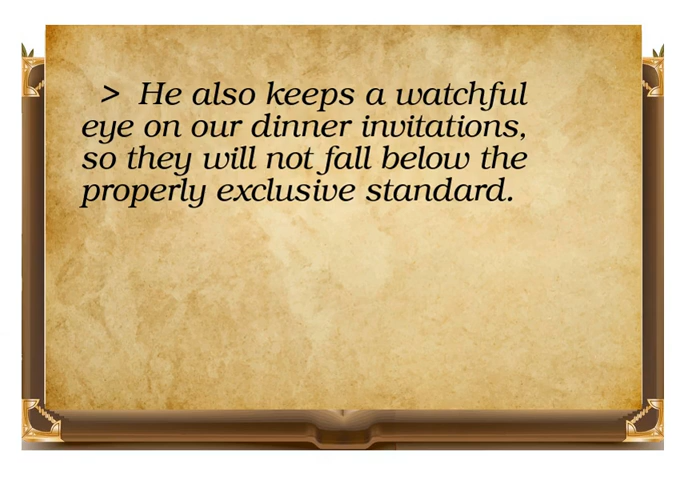 > He also keeps a watchful
eye on our dinner invitations,
so they will not fall below the
properly exclusive standard.